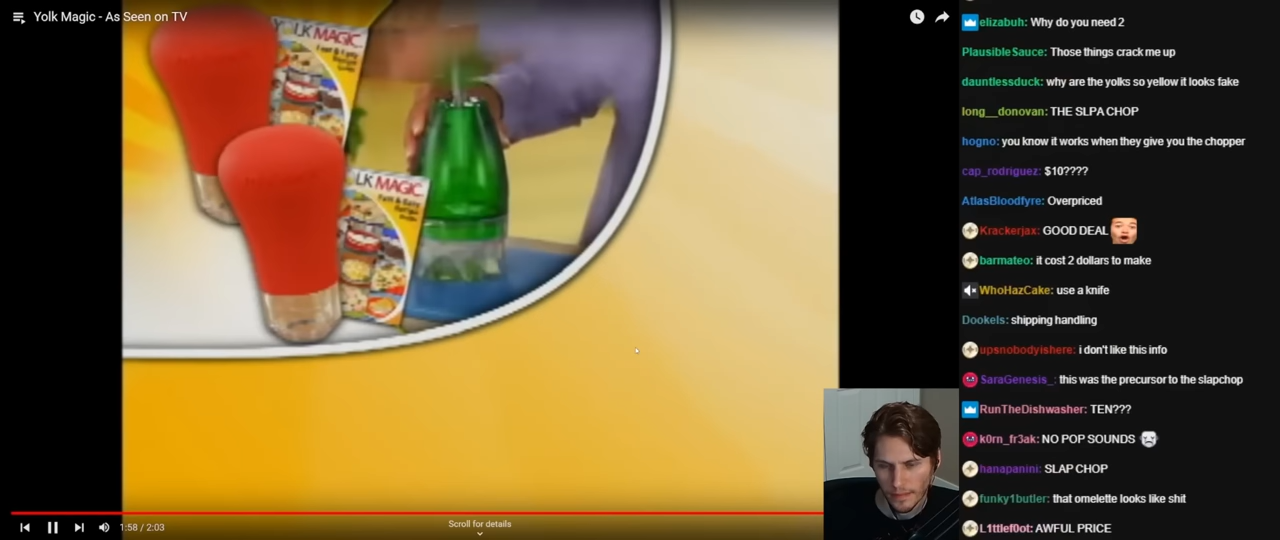 Yolk Magic - As Seen on TV
LK MAGIC
LK MAGIC
Fast & Easy
1:58 / 2:03
Scroll for details
elizabuh: Why do you need 2
PlausibleSauce: Those things crack me up
dauntlessduck: why are the yolks so yellow it looks fake
long__donovan: THE SLPA CHOP
hogno: you know it works when they give you the chopper
cap_rodriguez: $10????
AtlasBloodfyre: Overpriced
Krackerjax: GOOD DEAL
barmateo: it cost 2 dollars to make
WhoHazCake: use a knife
Dookels: shipping handling
upsnobodyishere: i don't like this info
SaraGenesis_: this was the precursor to the slapchop
RunTheDishwasher: TEN???
k0rn_fr3ak: NO POP SOUNDS
hanapanini: SLAP CHOP
funky1butler: that omelette looks like shit
L1ttlef0ot: AWFUL PRICE